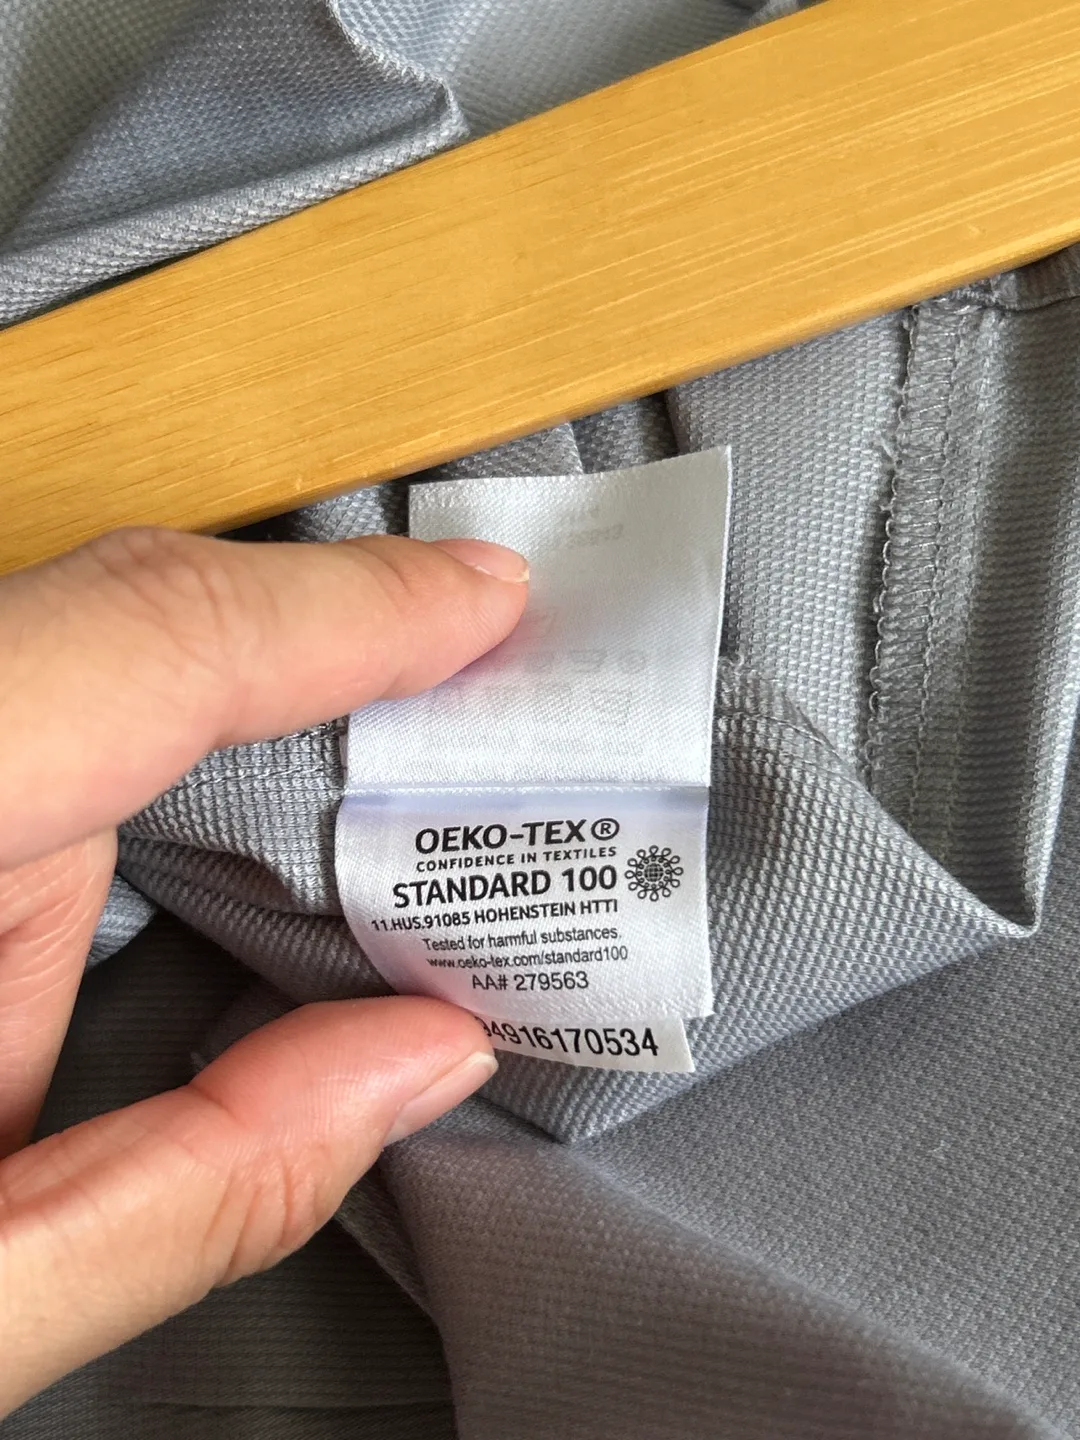 OEKO-TEX®
CONFIDENCE IN TEXTILES
STANDARD 100
11.HUS.91085 HOHENSTEIN HTTI
Tested for harmful substances.
www.oeko-tex.com/standard100
AA# 279563
4916170534